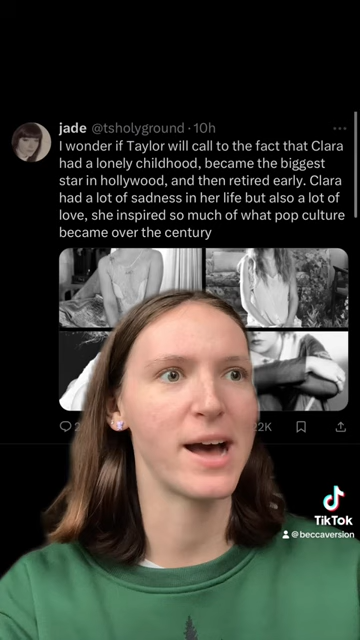 jade @tsholyground · 10h
I wonder if Taylor will call to the fact that Clara
had a lonely childhood, became the biggest
star in hollywood, and then retired early. Clara
had a lot of sadness in her life but also a lot of
love, she inspired so much of what pop culture
became over the century
TikTok
@beccaversion